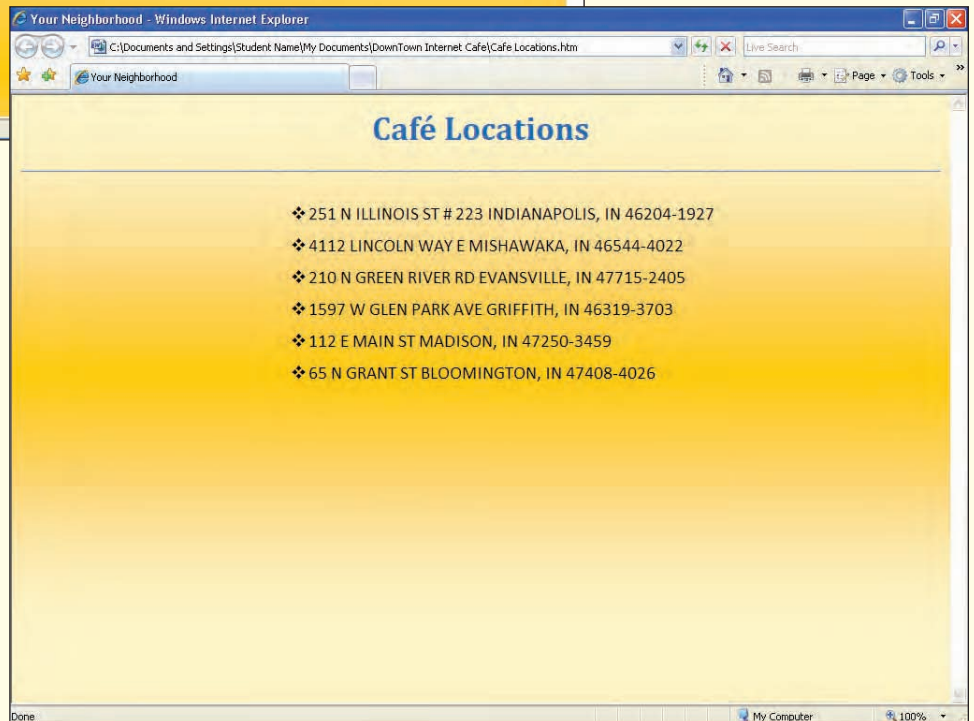 Your Neighborhood - Windows Internet Explorer
C:\Documents and Settings\Student Name\My Documents\DownTown Internet Cafe\Cafe Locations.htm
Live Search
Your Neighborhood
Page
Tools
Café Locations
❖ 251 N ILLINOIS ST # 223 INDIANAPOLIS, IN 46204-1927
❖ 4112 LINCOLN WAY E MISHAWAKA, IN 46544-4022
❖ 210 N GREEN RIVER RD EVANSVILLE, IN 47715-2405
❖ 1597 W GLEN PARK AVE GRIFFITH, IN 46319-3703
❖ 112 E MAIN ST MADISON, IN 47250-3459
❖ 65 N GRANT ST BLOOMINGTON, IN 47408-4026
Done
My Computer
100%